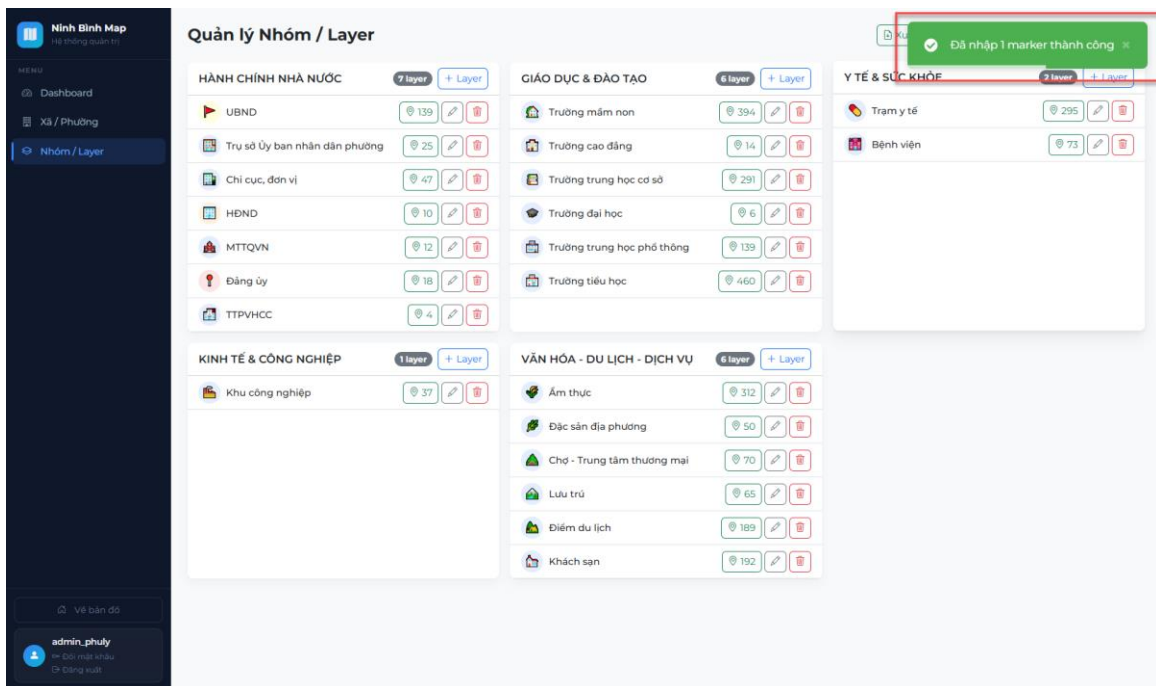 Ninh Bình Map
Hệ thống quản trị
MENU
Dashboard
Xã / Phường
Nhóm / Layer
Về bản đồ
admin_phuly
Đổi mật khẩu
Đăng xuất
Quản lý Nhóm / Layer
Đã nhập 1 marker thành công ×
HÀNH CHÍNH NHÀ NƯỚC 7 layer + Layer
UBND 139
Trụ sở Ủy ban nhân dân phường 25
Chi cục, đơn vị 47
HĐND 10
MTTQVN 12
Đảng ủy 18
TTPVHCC 4
GIÁO DỤC & ĐÀO TẠO 6 layer + Layer
Trường mầm non 394
Trường cao đẳng 14
Trường trung học cơ sở 291
Trường đại học 6
Trường trung học phổ thông 139
Trường tiểu học 460
Y TẾ & SỨC KHỎE 2 layer + Layer
Trạm y tế 295
Bệnh viện 73
KINH TẾ & CÔNG NGHIỆP 1 layer + Layer
Khu công nghiệp 37
VĂN HÓA - DU LỊCH - DỊCH VỤ 6 layer + Layer
Ẩm thực 312
Đặc sản địa phương 50
Chợ - Trung tâm thương mại 70
Lưu trú 65
Điểm du lịch 189
Khách sạn 192